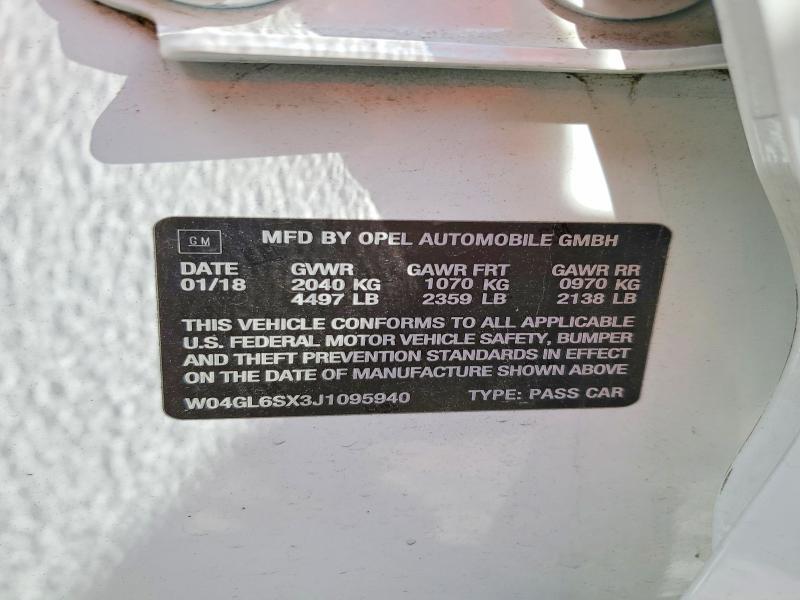 GM MFD BY OPEL AUTOMOBILE GMBH
DATE GVWR GAWR FRT GAWR RR
01/18 2040 KG 1070 KG 0970 KG
4497 LB 2359 LB 2138 LB
THIS VEHICLE CONFORMS TO ALL APPLICABLE
U.S. FEDERAL MOTOR VEHICLE SAFETY, BUMPER
AND THEFT PREVENTION STANDARDS IN EFFECT
ON THE DATE OF MANUFACTURE SHOWN ABOVE
W04GL6SX3J1095940 TYPE: PASS CAR